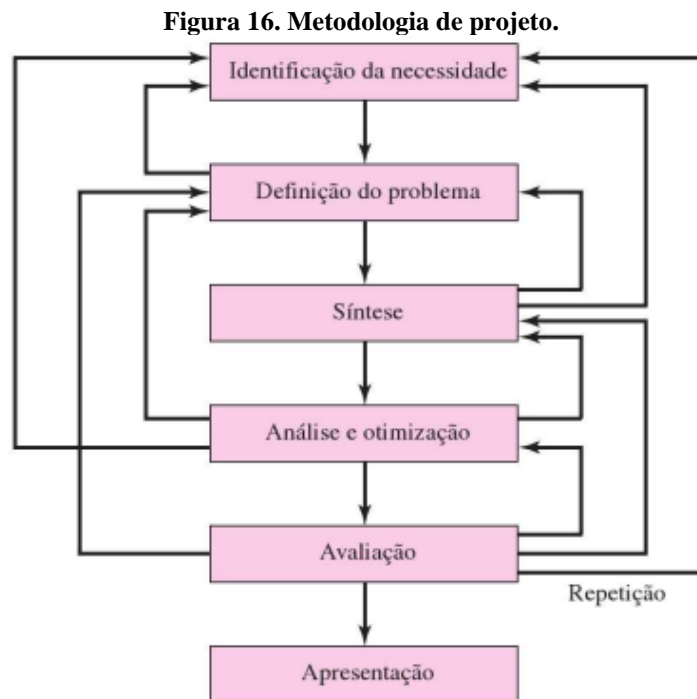 Figura 16. Metodologia de projeto.
Identificação da necessidade
Definição do problema
Síntese
Análise e otimização
Avaliação
Repetição
Apresentação